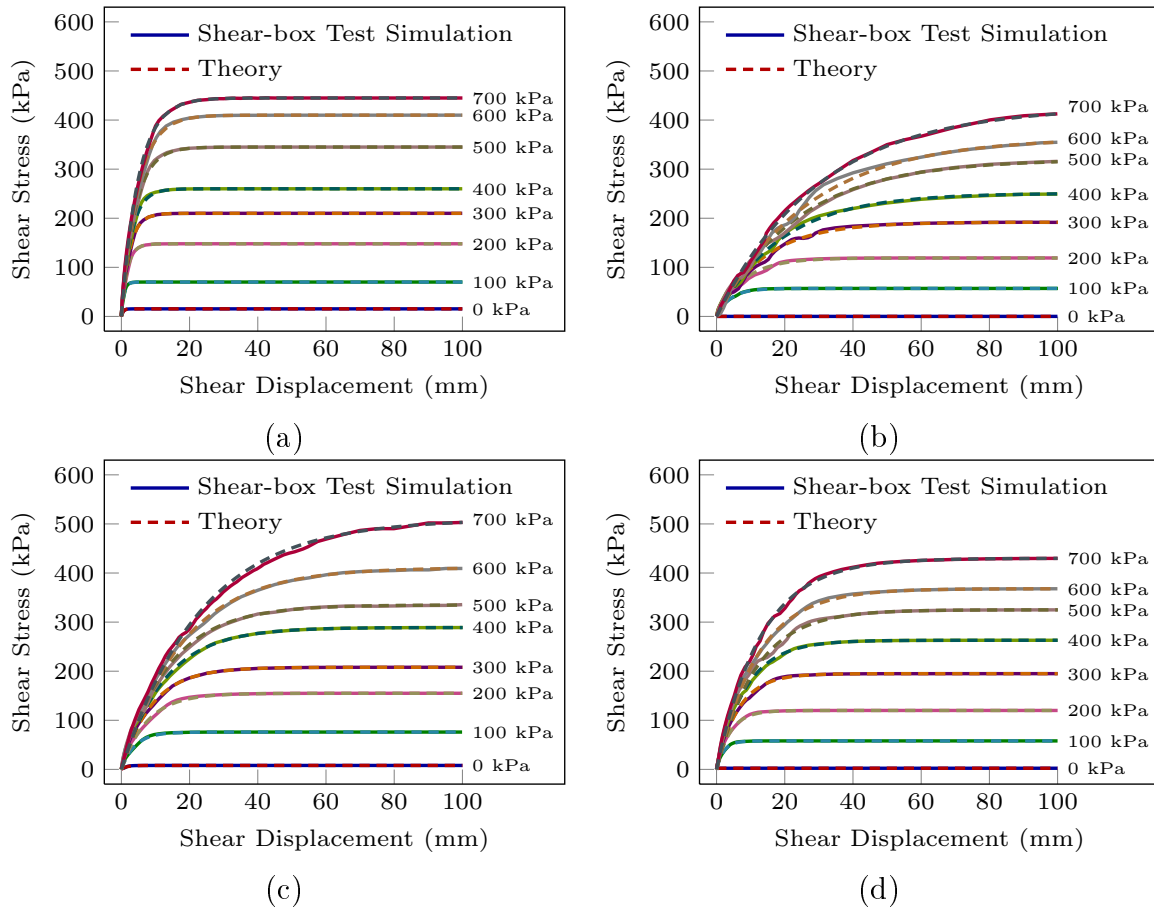 600
500
400
300
200
100
0
Shear Stress (kPa)
Shear-box Test Simulation
Theory
700 kPa
600 kPa
500 kPa
400 kPa
300 kPa
200 kPa
100 kPa
0 kPa
0 20 40 60 80 100
Shear Displacement (mm)
(a)
600
500
400
300
200
100
0
Shear Stress (kPa)
Shear-box Test Simulation
Theory
700 kPa
600 kPa
500 kPa
400 kPa
300 kPa
200 kPa
100 kPa
0 kPa
0 20 40 60 80 100
Shear Displacement (mm)
(b)
600
500
400
300
200
100
0
Shear Stress (kPa)
Shear-box Test Simulation
Theory
700 kPa
600 kPa
500 kPa
400 kPa
300 kPa
200 kPa
100 kPa
0 kPa
0 20 40 60 80 100
Shear Displacement (mm)
(c)
600
500
400
300
200
100
0
Shear Stress (kPa)
Shear-box Test Simulation
Theory
700 kPa
600 kPa
500 kPa
400 kPa
300 kPa
200 kPa
100 kPa
0 kPa
0 20 40 60 80 100
Shear Displacement (mm)
(d)